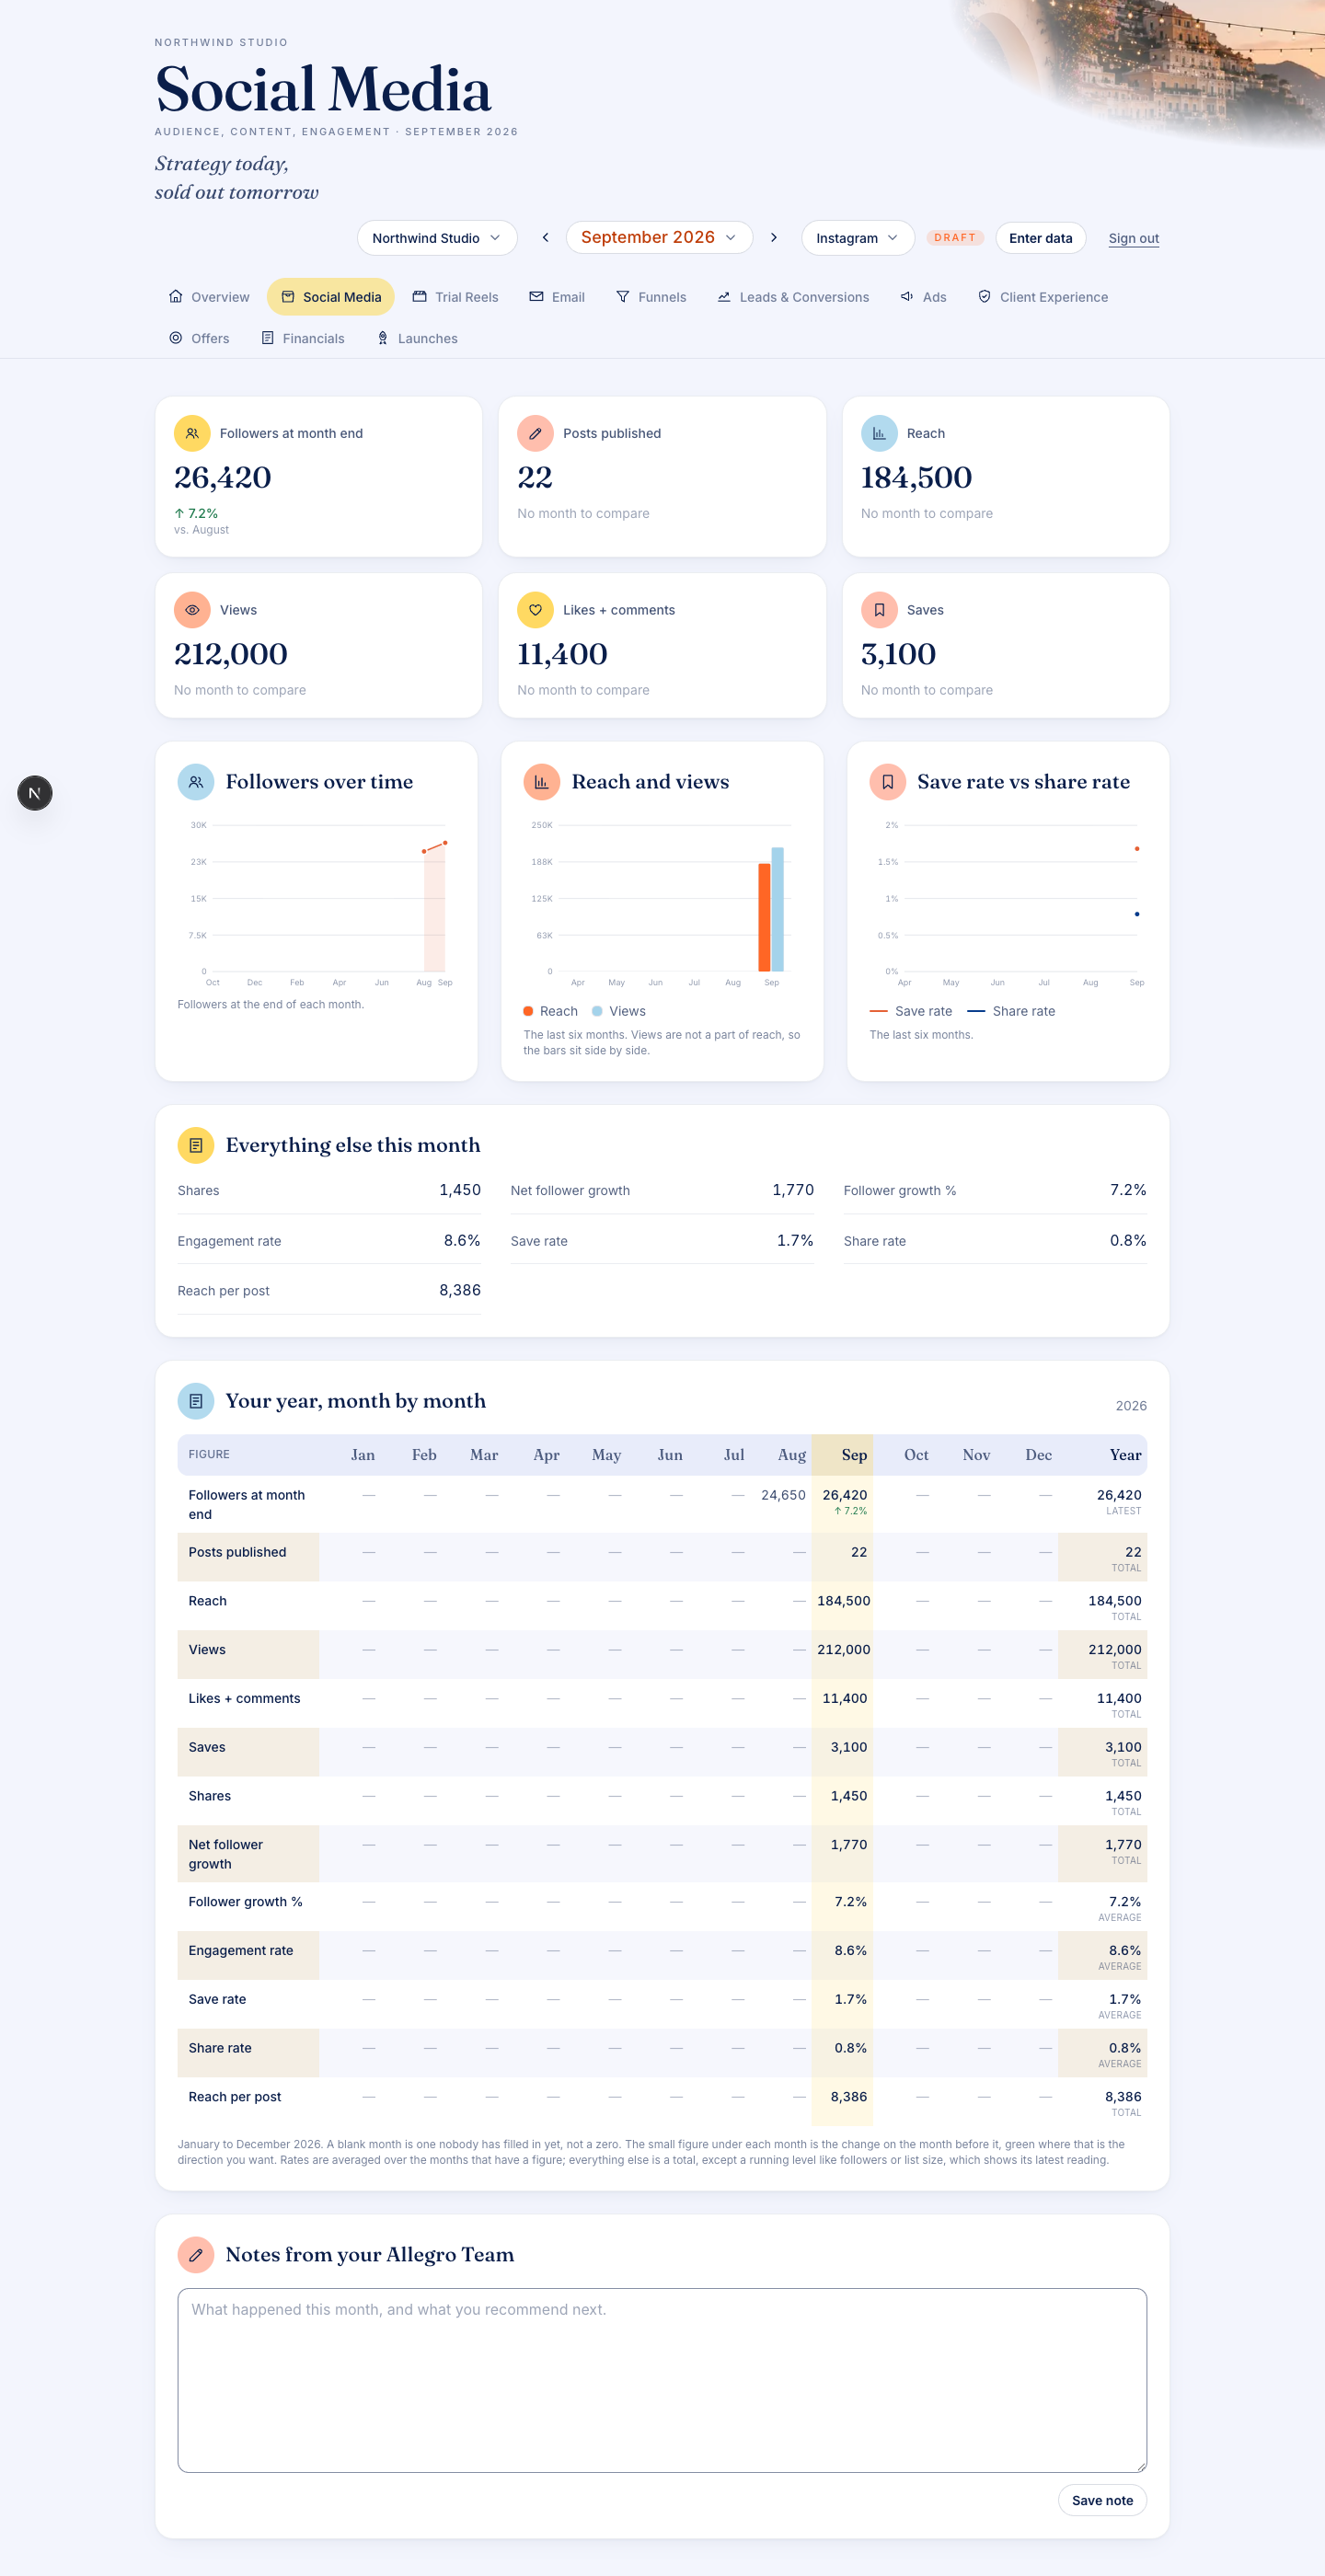 NORTHWIND STUDIO
Social Media
AUDIENCE, CONTENT, ENGAGEMENT · SEPTEMBER 2026
Strategy today,
sold out tomorrow
Northwind Studio
September 2026
Instagram
DRAFT
Enter data
Sign out
Overview
Social Media
Trial Reels
Email
Funnels
Leads & Conversions
Ads
Client Experience
Offers
Financials
Launches
Followers at month end
26,420
↑ 7.2%
vs. August
Posts published
22
No month to compare
Reach
184,500
No month to compare
Views
212,000
No month to compare
Likes + comments
11,400
No month to compare
Saves
3,100
No month to compare
N
Followers over time
30K
23K
15K
7.5K
0
Oct Dec Feb Apr Jun Aug Sep
Followers at the end of each month.
Reach and views
250K
188K
125K
63K
0
Apr May Jun Jul Aug Sep
Reach Views
The last six months. Views are not a part of reach, so
the bars sit side by side.
Save rate vs share rate
2%
1.5%
1%
0.5%
0%
Apr May Jun Jul Aug Sep
Save rate Share rate
The last six months.
Everything else this month
Shares 1,450 Net follower growth 1,770 Follower growth % 7.2%
Engagement rate 8.6% Save rate 1.7% Share rate 0.8%
Reach per post 8,386
Your year, month by month
2026
FIGURE Jan Feb Mar Apr May Jun Jul Aug Sep Oct Nov Dec Year
Followers at month — — — — — — — 24,650 26,420 — — — 26,420
end ↑ 7.2% LATEST
Posts published — — — — — — — — 22 — — — 22
TOTAL
Reach — — — — — — — — 184,500 — — — 184,500
TOTAL
Views — — — — — — — — 212,000 — — — 212,000
TOTAL
Likes + comments — — — — — — — — 11,400 — — — 11,400
TOTAL
Saves — — — — — — — — 3,100 — — — 3,100
TOTAL
Shares — — — — — — — — 1,450 — — — 1,450
TOTAL
Net follower — — — — — — — — 1,770 — — — 1,770
growth TOTAL
Follower growth % — — — — — — — — 7.2% — — — 7.2%
AVERAGE
Engagement rate — — — — — — — — 8.6% — — — 8.6%
AVERAGE
Save rate — — — — — — — — 1.7% — — — 1.7%
AVERAGE
Share rate — — — — — — — — 0.8% — — — 0.8%
AVERAGE
Reach per post — — — — — — — — 8,386 — — — 8,386
TOTAL
January to December 2026. A blank month is one nobody has filled in yet, not a zero. The small figure under each month is the change on the month before it, green where that is the
direction you want. Rates are averaged over the months that have a figure; everything else is a total, except a running level like followers or list size, which shows its latest reading.
Notes from your Allegro Team
What happened this month, and what you recommend next.
Save note